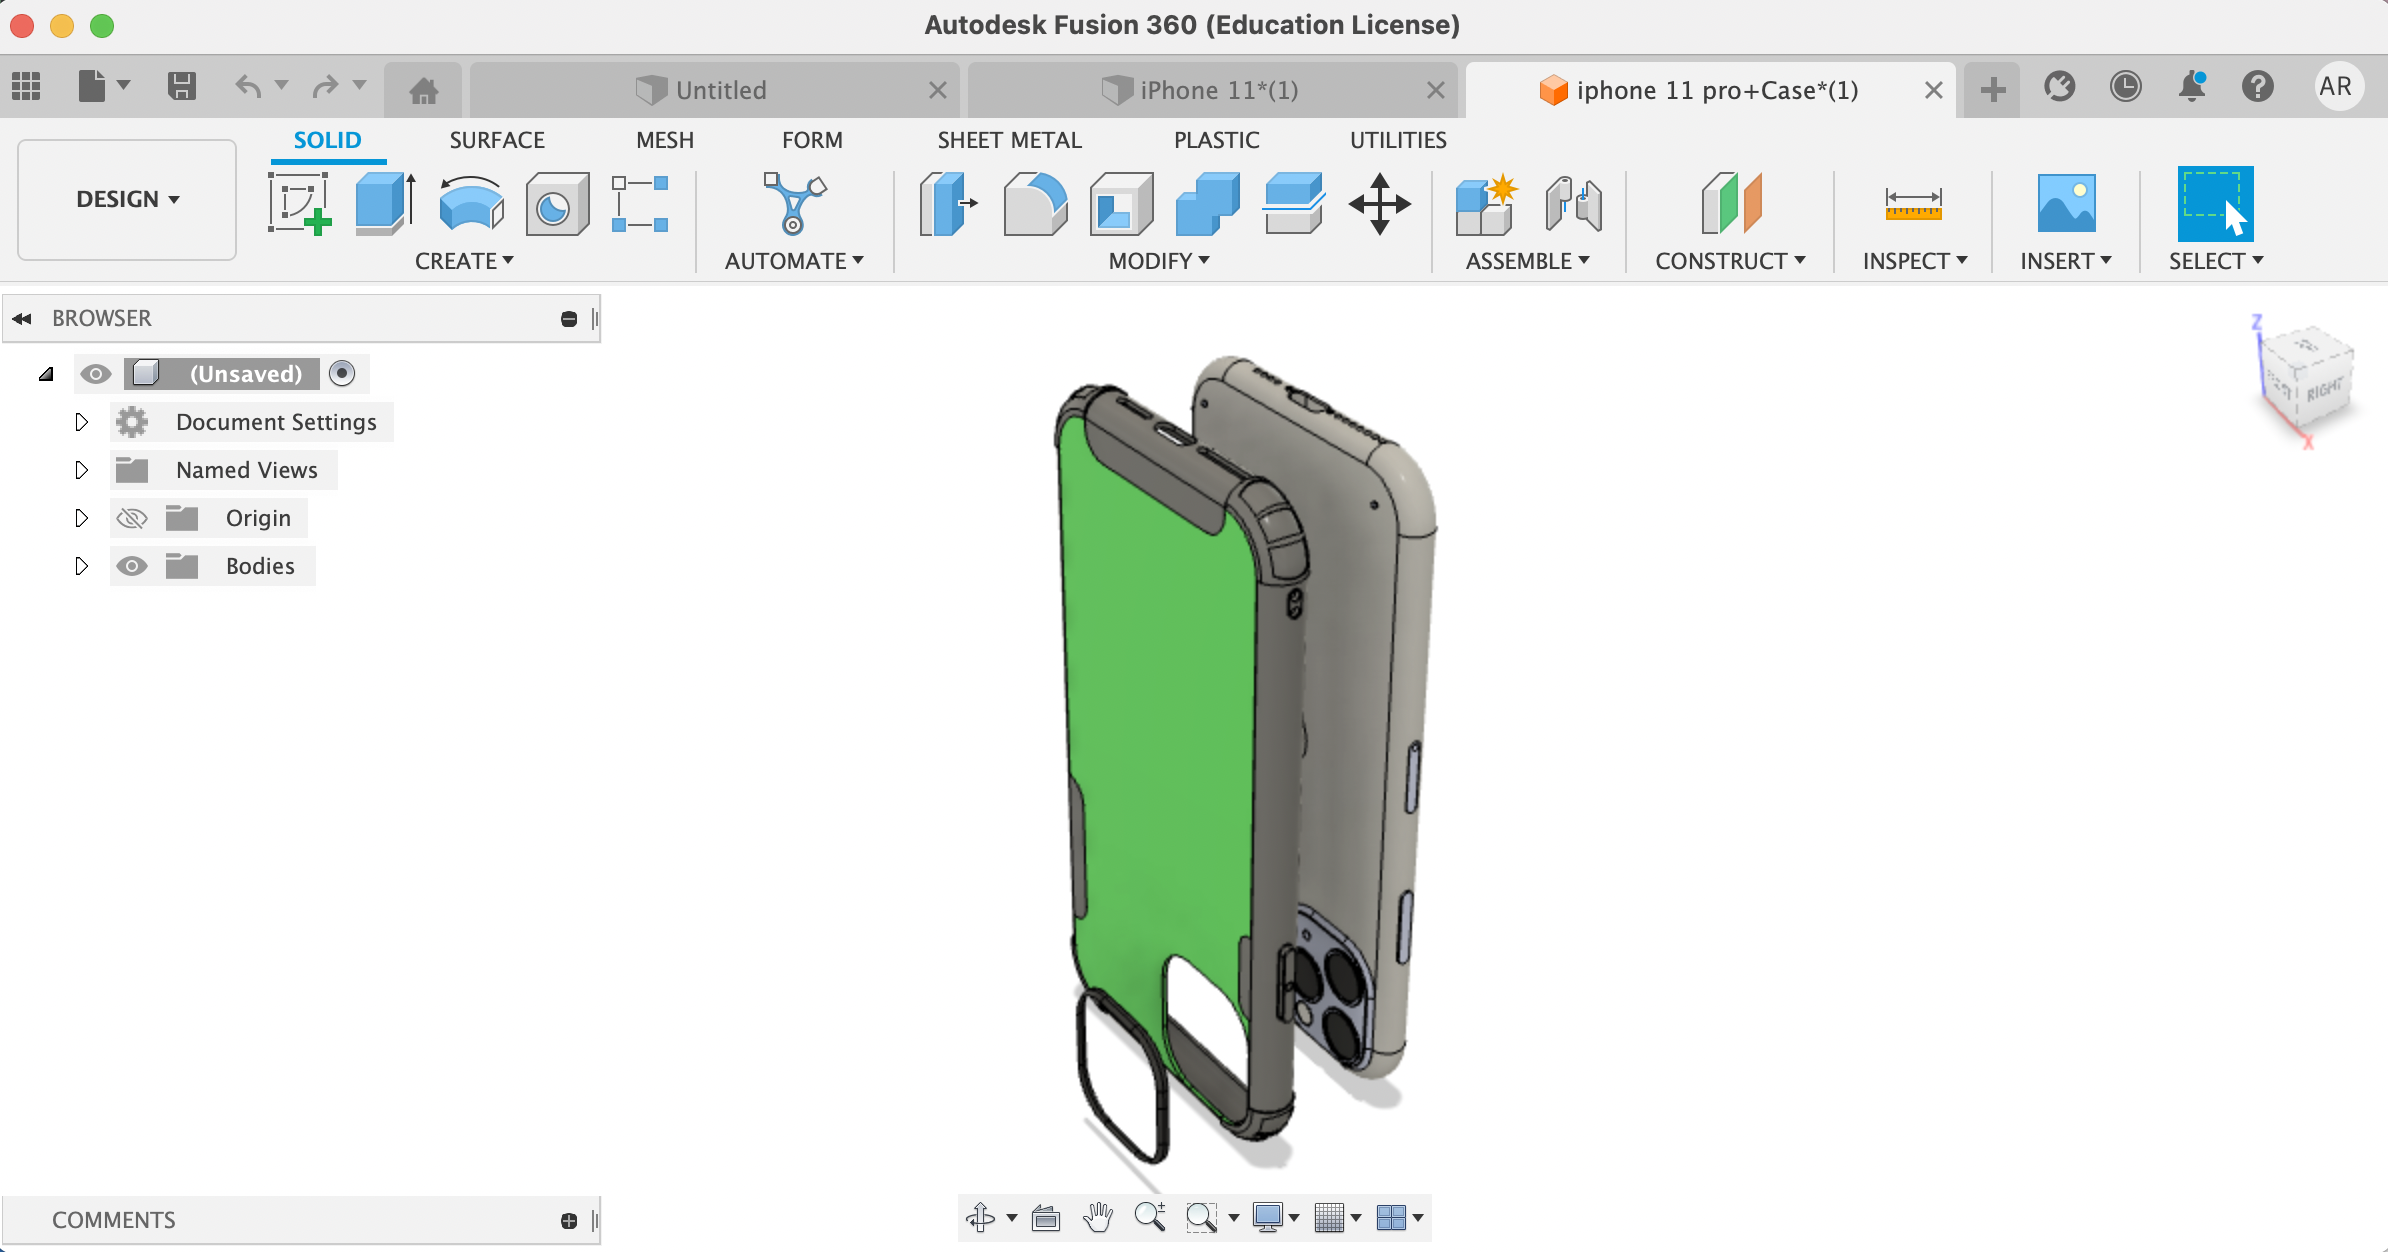 Autodesk Fusion 360 (Education License)
Untitled
iPhone 11*(1)
iphone 11 pro+Case*(1)
AR
SOLID
SURFACE
MESH
FORM
SHEET METAL
PLASTIC
UTILITIES
DESIGN
CREATE
AUTOMATE
MODIFY
ASSEMBLE
CONSTRUCT
INSPECT
INSERT
SELECT
BROWSER
Z
RIGHT
X
(Unsaved)
Document Settings
Named Views
Origin
Bodies
COMMENTS